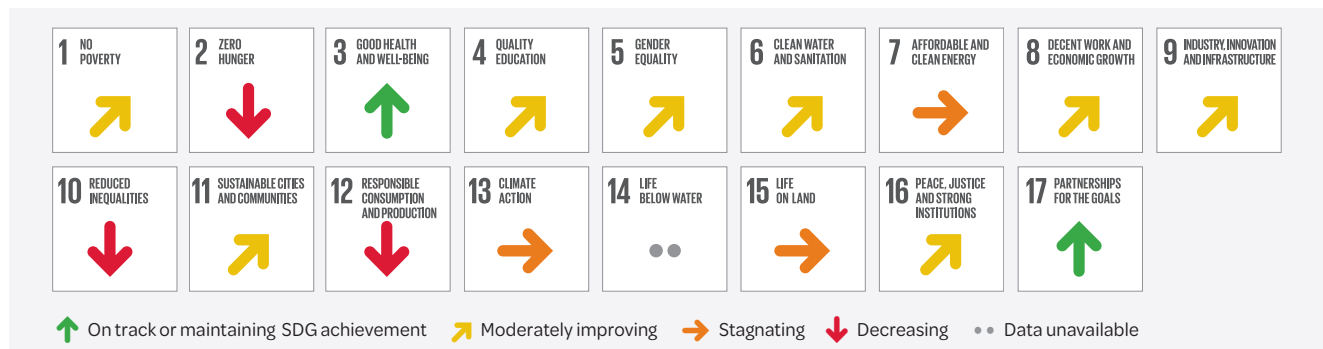 1 NO
POVERTY
2 ZERO
HUNGER
3 GOOD HEALTH
AND WELL-BEING
4 QUALITY
EDUCATION
5 GENDER
EQUALITY
6 CLEAN WATER
AND SANITATION
7 AFFORDABLE AND
CLEAN ENERGY
8 DECENT WORK AND
ECONOMIC GROWTH
9 INDUSTRY, INNOVATION
AND INFRASTRUCTURE
10 REDUCED
INEQUALITIES
11 SUSTAINABLE CITIES
AND COMMUNITIES
12 RESPONSIBLE
CONSUMPTION
AND PRODUCTION
13 CLIMATE
ACTION
14 LIFE
BELOW WATER
15 LIFE
ON LAND
16 PEACE, JUSTICE
AND STRONG
INSTITUTIONS
17 PARTNERSHIPS
FOR THE GOALS
On track or maintaining SDG achievement
Moderately improving
Stagnating
Decreasing
Data unavailable